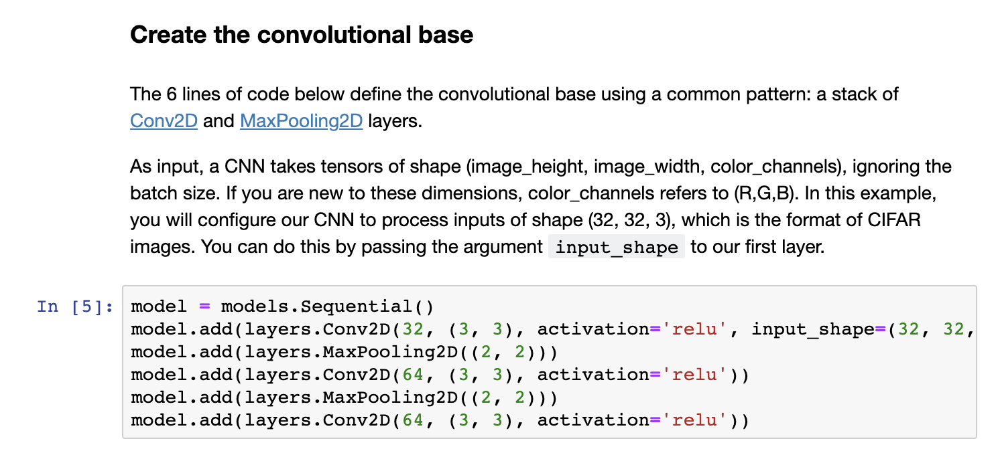 Create the convolutional base
The 6 lines of code below define the convolutional base using a common pattern: a stack of
Conv2D and MaxPooling2D layers.
As input, a CNN takes tensors of shape (image_height, image_width, color_channels), ignoring the
batch size. If you are new to these dimensions, color_channels refers to (R,G,B). In this example,
you will configure our CNN to process inputs of shape (32, 32, 3), which is the format of CIFAR
images. You can do this by passing the argument input_shape to our first layer.
In [5]: model = models.Sequential()
model.add(layers.Conv2D(32, (3, 3), activation='relu', input_shape=(32, 32,
model.add(layers.MaxPooling2D((2, 2)))
model.add(layers.Conv2D(64, (3, 3), activation='relu'))
model.add(layers.MaxPooling2D((2, 2)))
model.add(layers.Conv2D(64, (3, 3), activation='relu'))